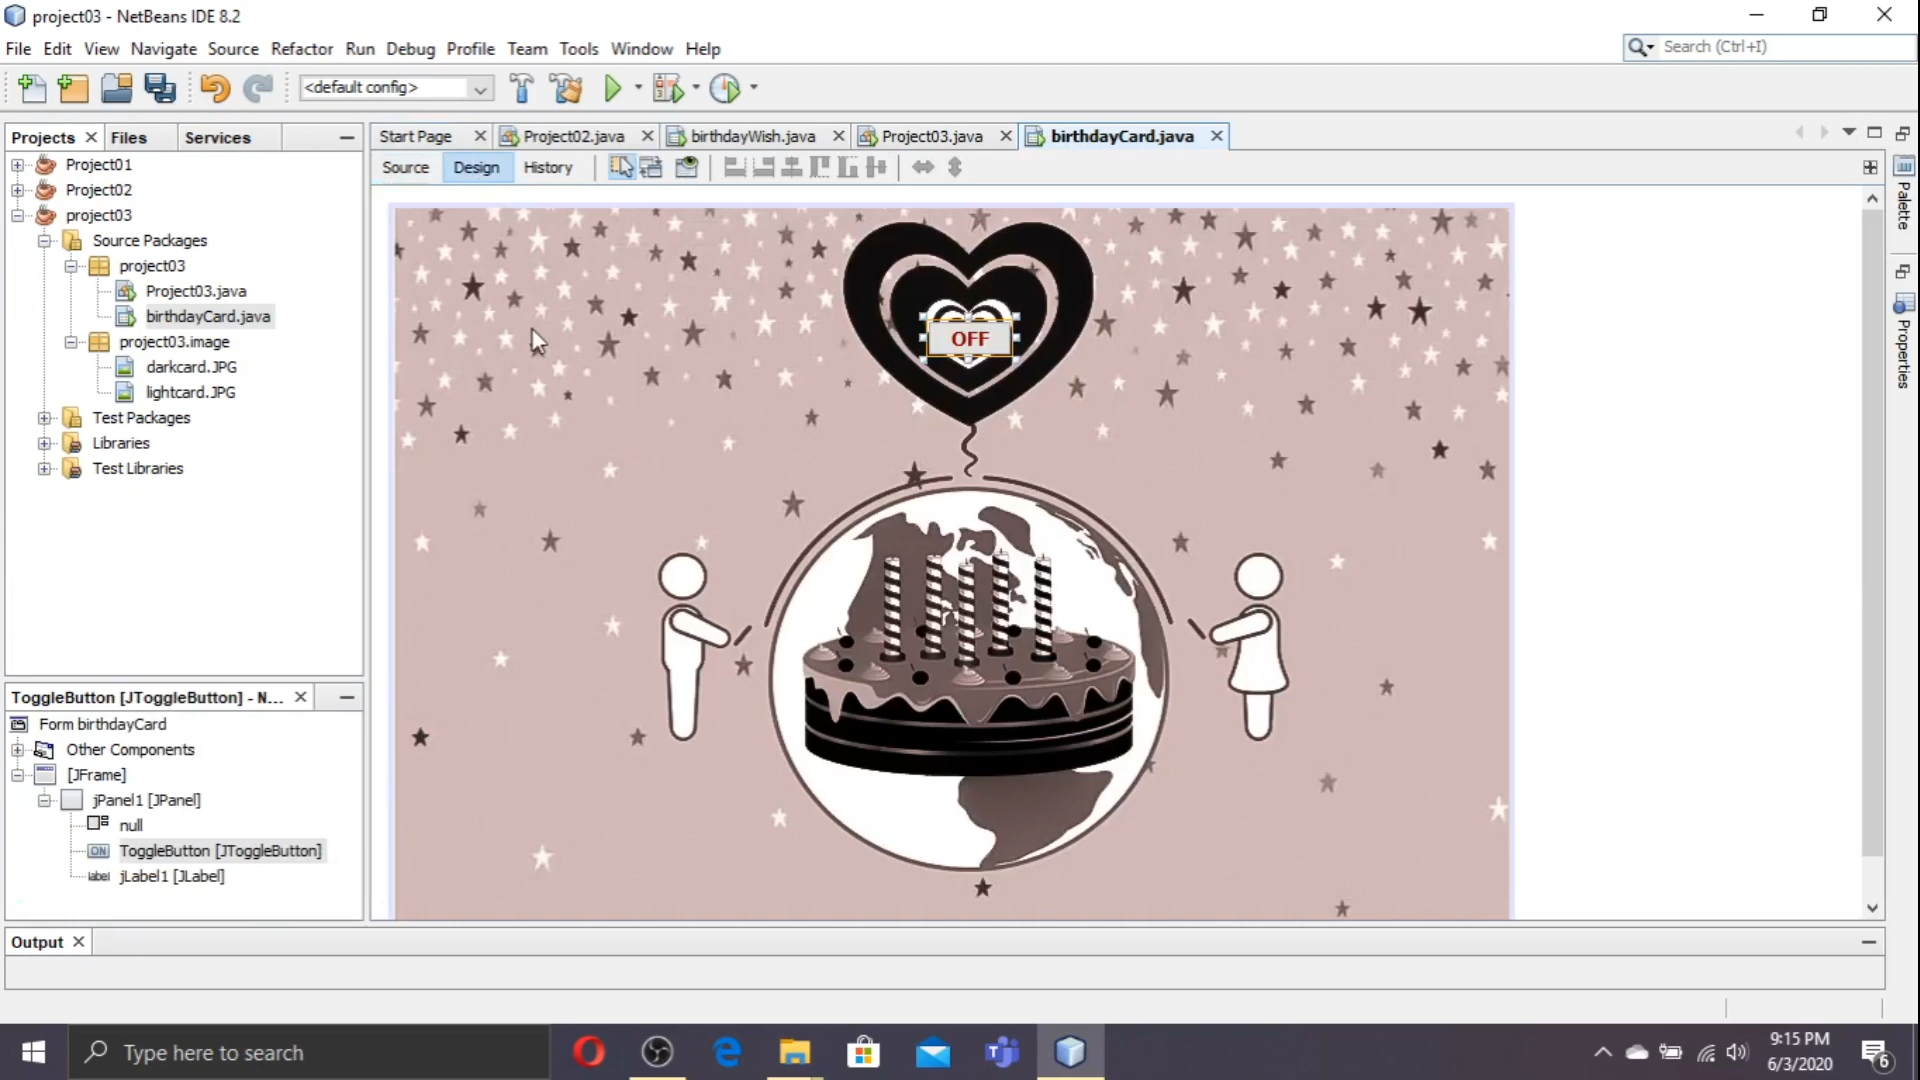 project03 - NetBeans IDE 8.2
File Edit View Navigate Source Refactor Run Debug Profile Team Tools Window Help
Search (Ctrl+I)
<default config>
Projects Files Services
Start Page Project02.java birthdayWish.java Project03.java birthdayCard.java
Source Design History
Project01
Project02
project03
Source Packages
project03
Project03.java
birthdayCard.java
project03.image
darkcard.JPG
lightcard.JPG
Test Packages
Libraries
Test Libraries
OFF
Palette
Properties
ToggleButton [JToggleButton] - N...
Form birthdayCard
Other Components
[JFrame]
jPanel1 [JPanel]
null
ON ToggleButton [JToggleButton]
label jLabel1 [JLabel]
Output
Type here to search
9:15 PM
6/3/2020
6